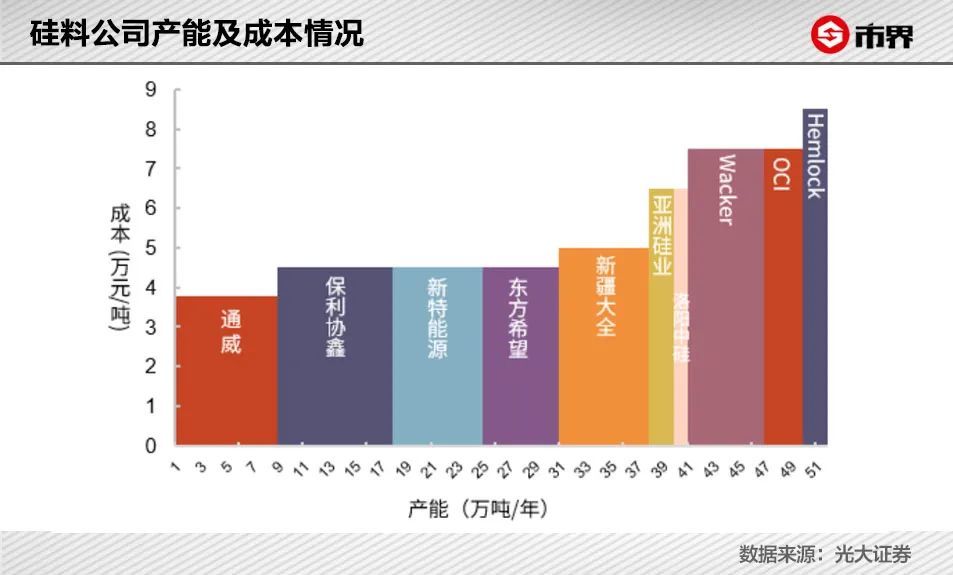 硅料公司产能及成本情况
市界
9
8
7
6
5
4
3
2
1
0
成本(万元/吨)
通威
保利协鑫
新特能源
东方希望
新疆大全
亚洲硅业
洛阳中硅
Wacker
OCI
Hemlock
1 3 5 7 9 11 13 15 17 19 21 23 25 27 29 31 33 35 37 39 41 43 45 47 49 51
产能（万吨/年）
数据来源：光大证券